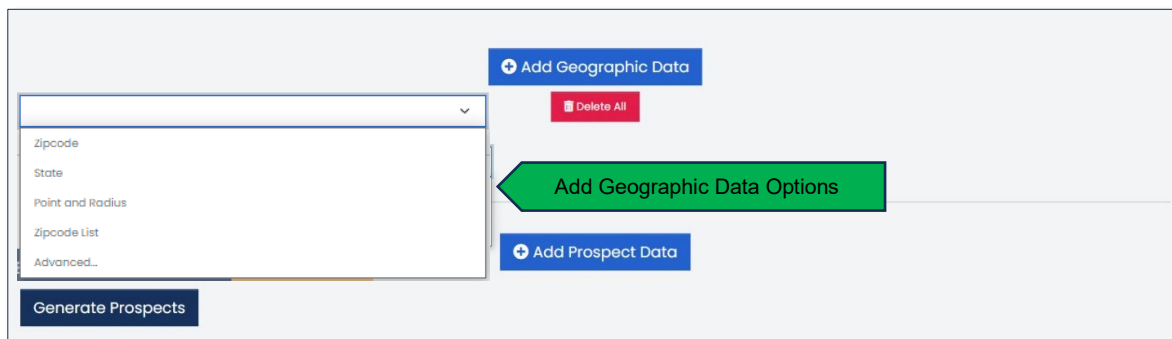 Add Geographic Data
Delete All
Zipcode
State
Point and Radius
Zipcode List
Advanced...
Add Geographic Data Options
Add Prospect Data
Generate Prospects